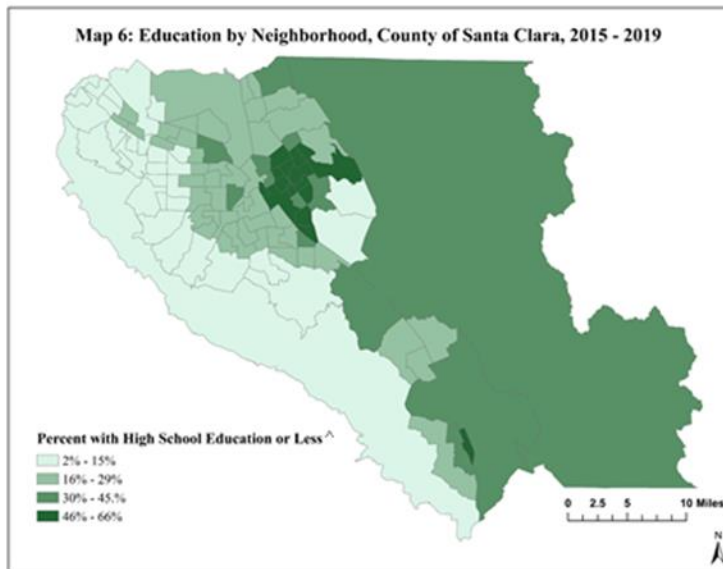 Map 6: Education by Neighborhood, County of Santa Clara, 2015 - 2019
Percent with High School Education or Less ^
2% - 15%
16% - 29%
30% - 45.%
46% - 66%
0 2.5 5 10 Miles
N